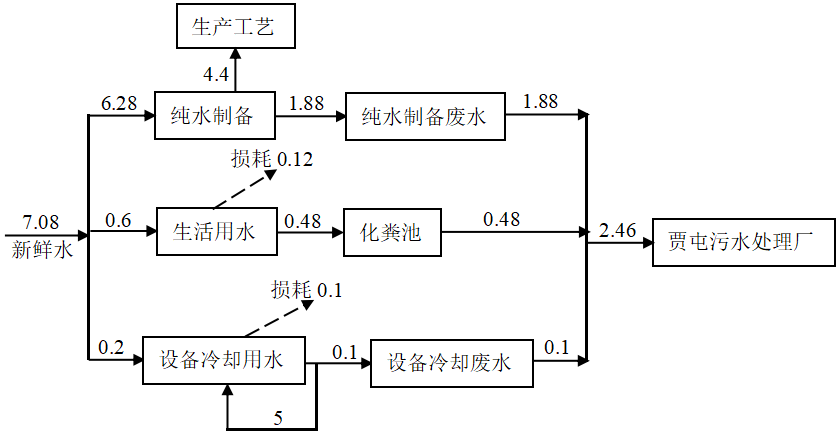 生产工艺
4.4
6.28
纯水制备
1.88
纯水制备废水
1.88
损耗 0.12
7.08
新鲜水
0.6
生活用水
0.48
化粪池
0.48
2.46
贾屯污水处理厂
损耗 0.1
0.2
设备冷却用水
0.1
设备冷却废水
0.1
5